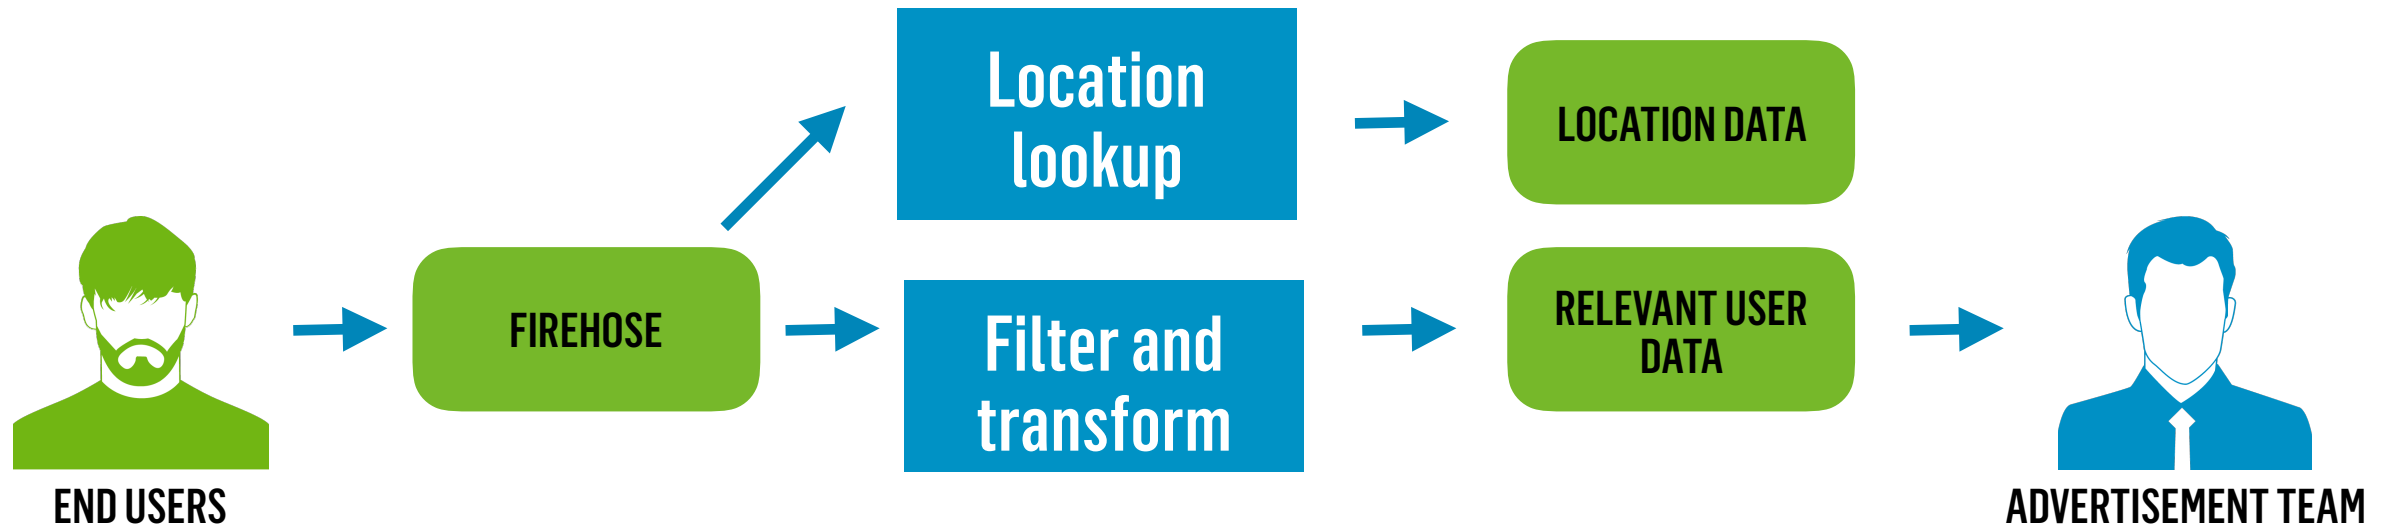 Location
lookup
LOCATION DATA
FIREHOSE
Filter and
transform
RELEVANT USER
DATA
END USERS
ADVERTISEMENT TEAM